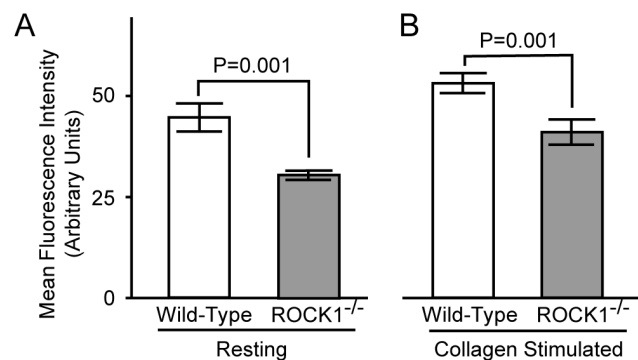 A
B
P=0.001
P=0.001
Mean Fluorescence Intensity
(Arbitrary Units)
50
25
0
Wild-Type ROCK1-/-
Wild-Type ROCK1-/-
Resting
Collagen Stimulated